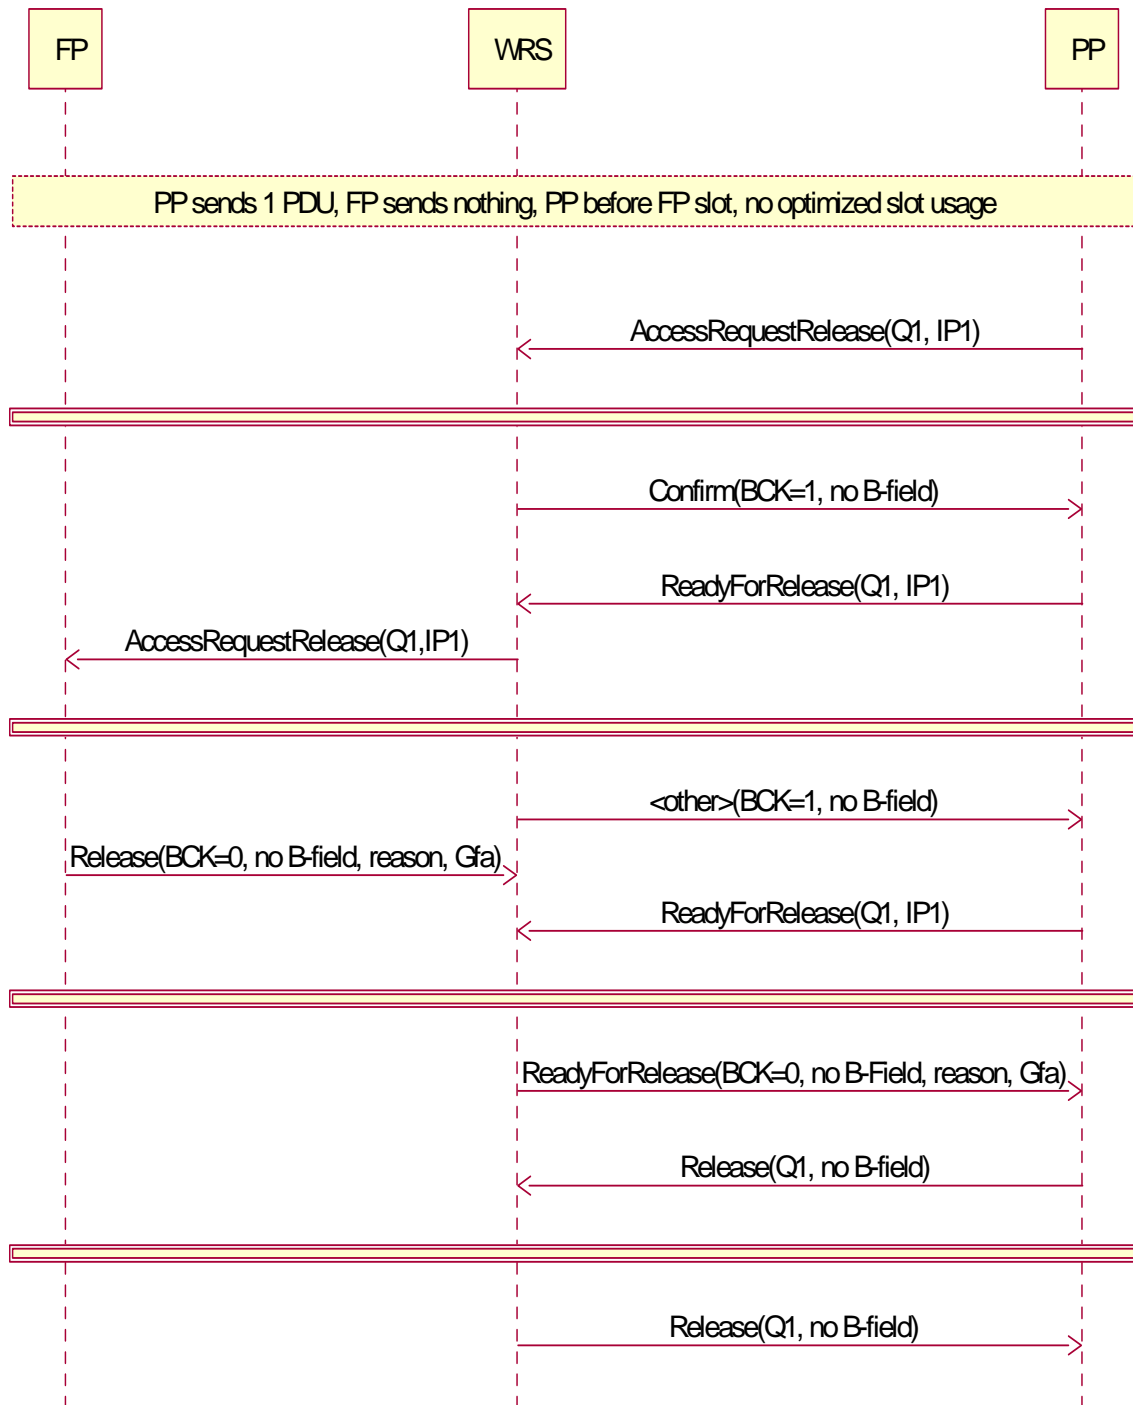 FP
WRS
PP
PP sends 1 PDU, FP sends nothing, PP before FP slot, no optimized slot usage
AccessRequestRelease(Q1, IP1)
Confirm(BCK=1, no B-field)
ReadyForRelease(Q1, IP1)
AccessRequestRelease(Q1,IP1)
<other>(BCK=1, no B-field)
Release(BCK=0, no B-field, reason, Gfa)
ReadyForRelease(Q1, IP1)
ReadyForRelease(BCK=0, no B-Field, reason, Gfa)
Release(Q1, no B-field)
Release(Q1, no B-field)